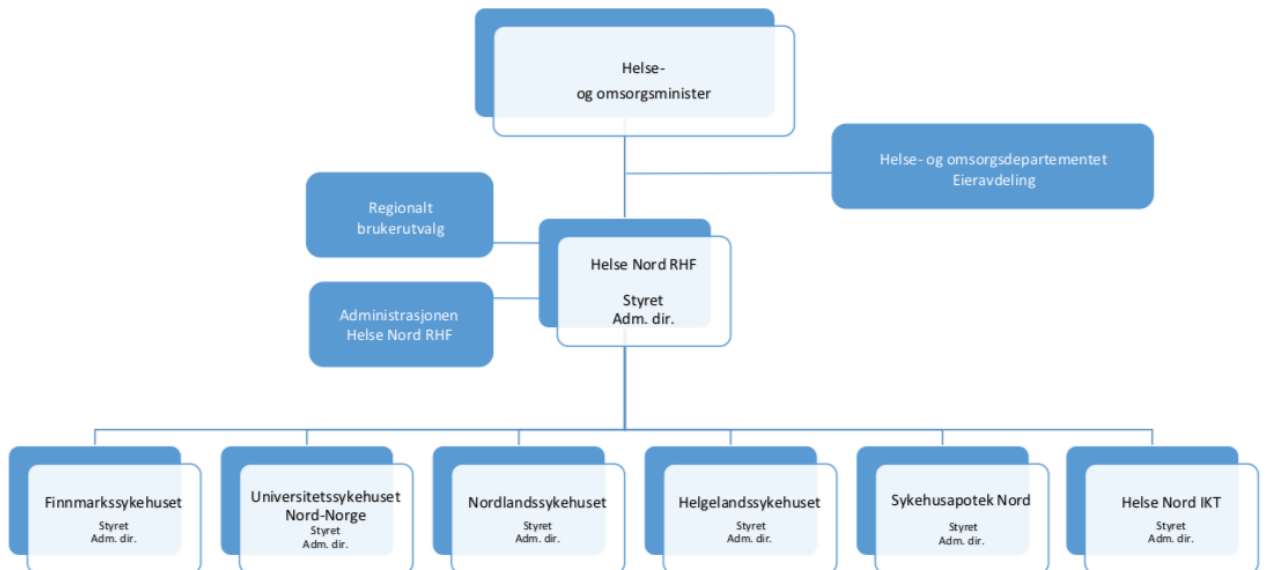 Helse-
og omsorgsminister
Helse- og omsorgsdepartementet
Eieravdeling
Regionalt
brukerutvalg
Helse Nord RHF
Styret
Adm. dir.
Administrasjonen
Helse Nord RHF
Finnmarkssykehuset
Styret
Adm. dir.
Universitetssykehuset
Nord-Norge
Styret
Adm. dir.
Nordlandssykehuset
Styret
Adm. dir.
Helgelandssykehuset
Styret
Adm. dir.
Sykehusapotek Nord
Styret
Adm. dir.
Helse Nord IKT
Styret
Adm. dir.